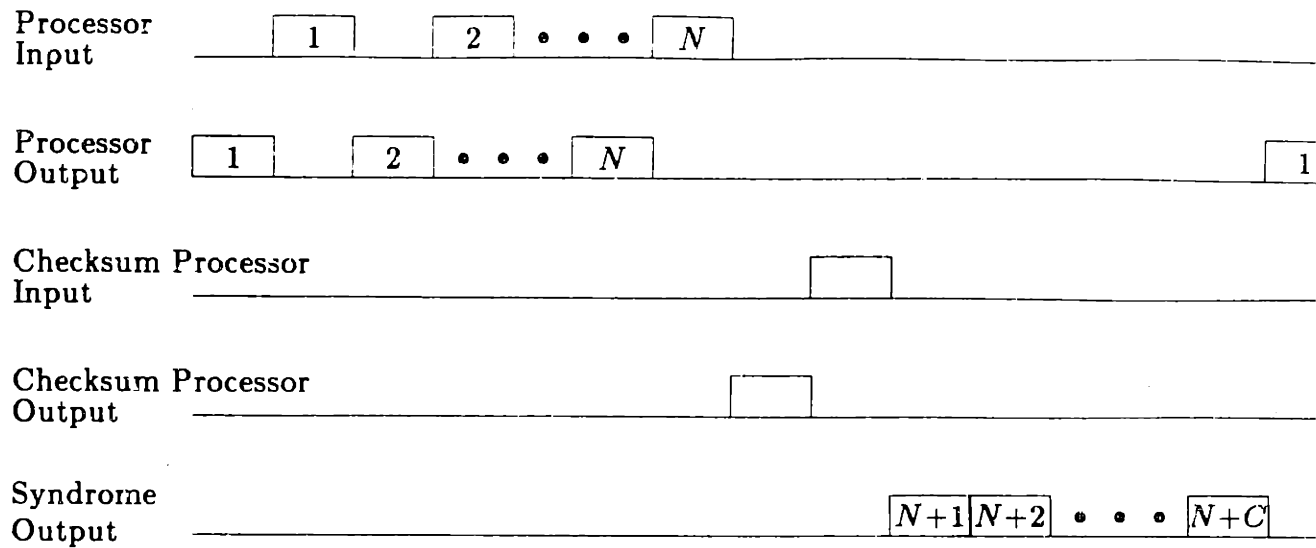 Processor
Input
1 2 • • • N
Processor
Output
1 2 • • • N 1
Checksum Processor
Input
Checksum Processor
Output
Syndrome
Output
N+1 N+2 • • • N+C